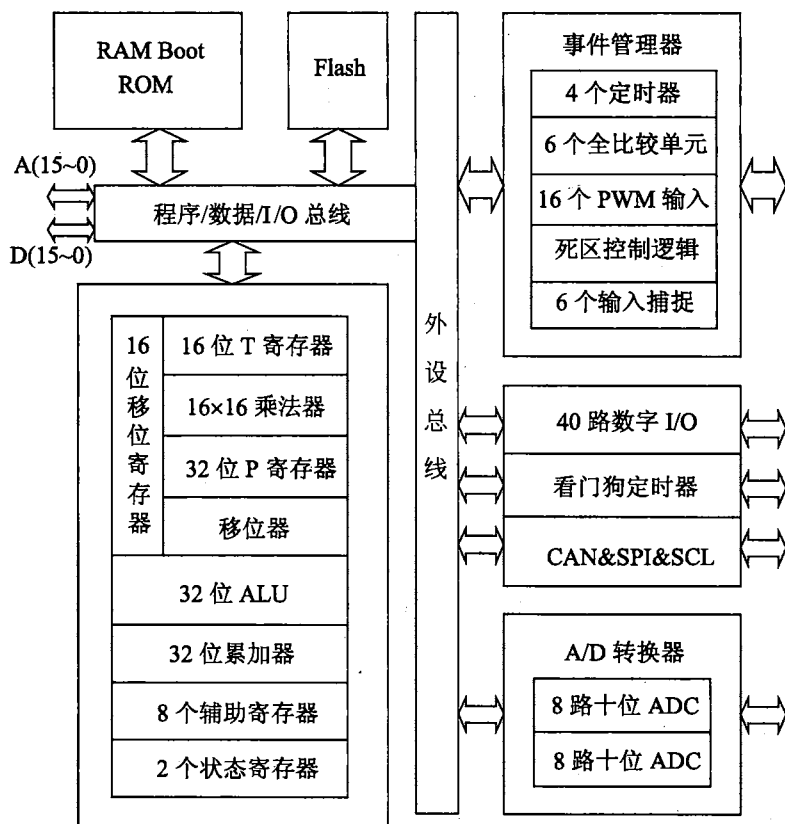 RAM Boot
ROM
Flash
A(15~0)
程序/数据/I/O 总线
D(15~0)
16位移位寄存器
16 位 T 寄存器
16×16 乘法器
32 位 P 寄存器
移位器
32 位 ALU
32 位累加器
8 个辅助寄存器
2 个状态寄存器
外设总线
事件管理器
4 个定时器
6 个全比较单元
16 个 PWM 输入
死区控制逻辑
6 个输入捕捉
40 路数字 I/O
看门狗定时器
CAN&SPI&SCL
A/D 转换器
8 路十位 ADC
8 路十位 ADC